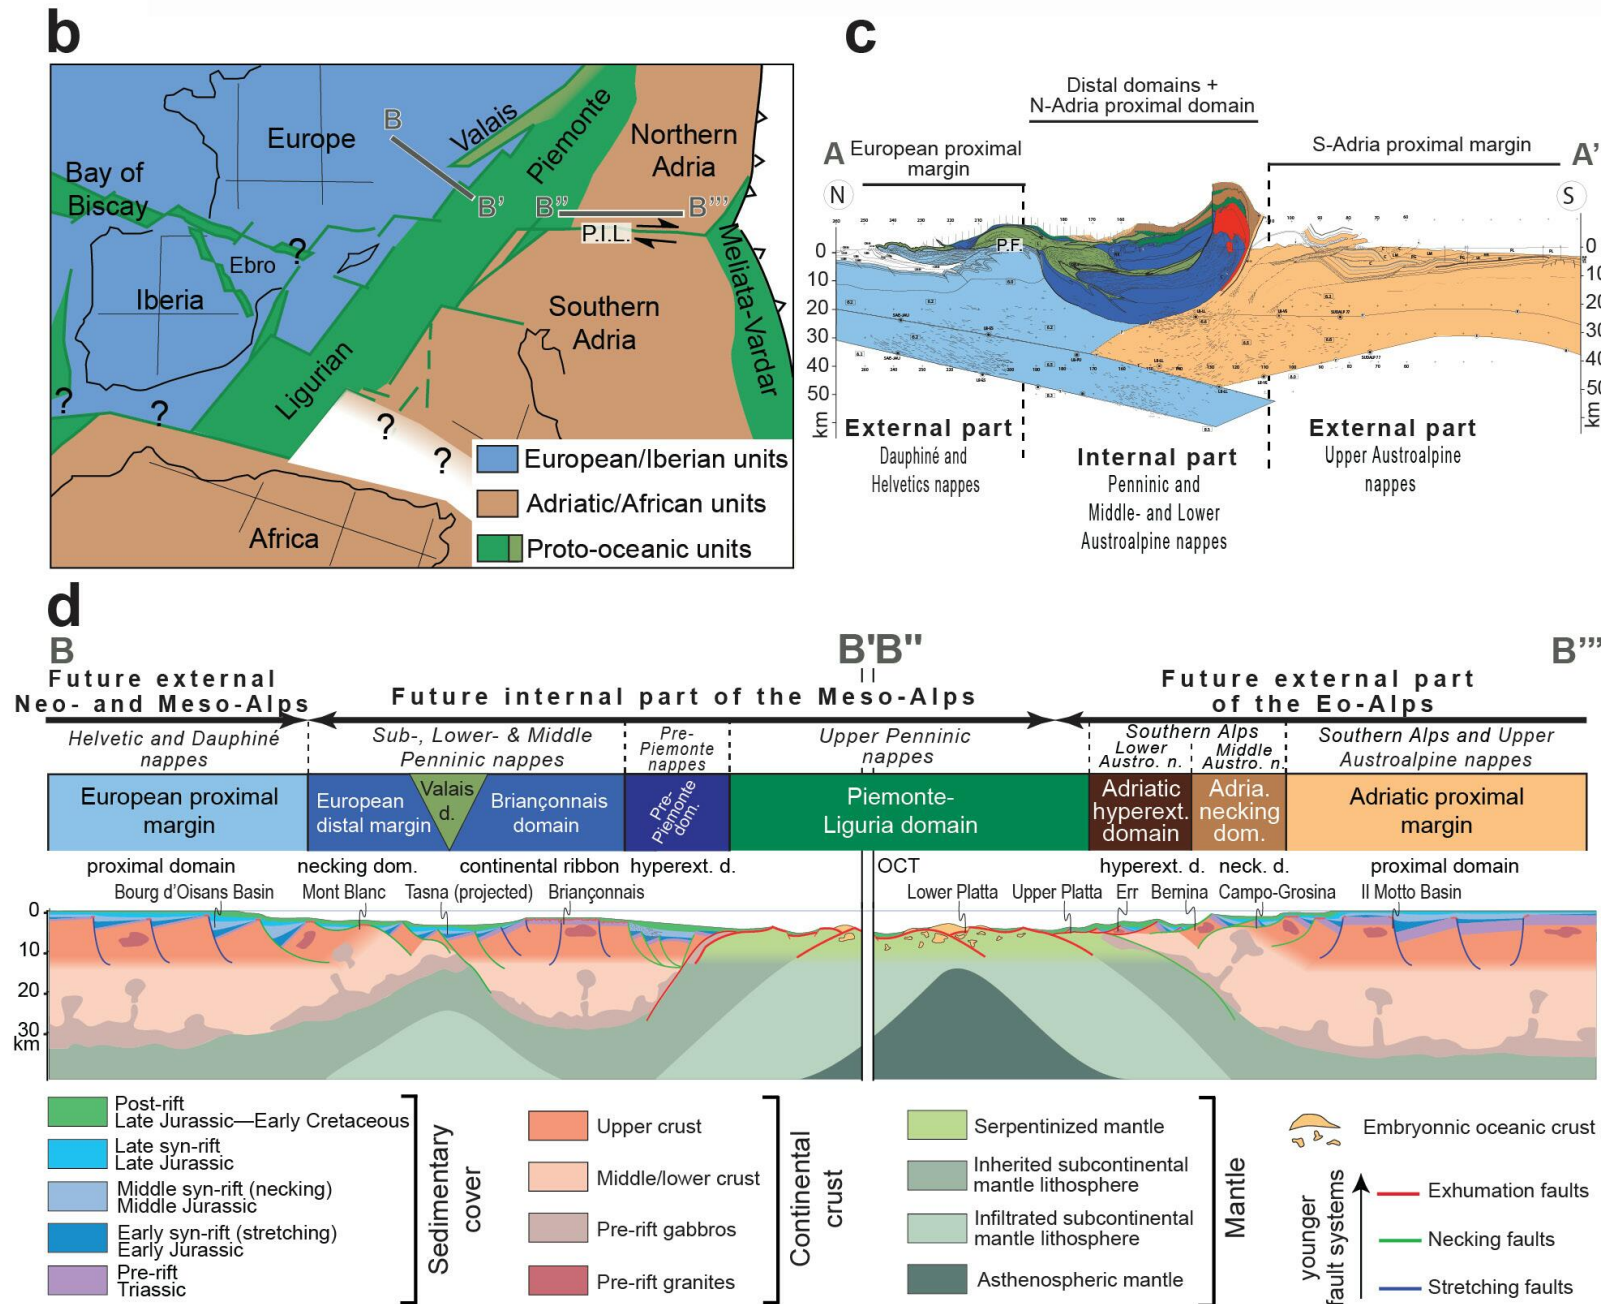 b
Europe
Valais
Piemonte
Northern
Adria
B
B'
B''
B'''
P.I.L.
Bay of
Biscay
?
Ebro
Iberia
Southern
Adria
Meliata-Vardar
Ligurian
?
?
?
?
Africa
European/Iberian units
Adriatic/African units
Proto-oceanic units
c
Distal domains +
N-Adria proximal domain
A
European proximal
margin
S-Adria proximal margin
A'
N
S
P.F.
0
10
20
30
40
50
km
0
10
20
30
40
50
km
External part
Dauphiné and
Helvetics nappes
Internal part
Penninic and
Middle- and Lower
Austroalpine nappes
External part
Upper Austroalpine
nappes
d
B
B'B''
B'''
Future external
Neo- and Meso-Alps
Future internal part of the Meso-Alps
Future external part
of the Eo-Alps
Helvetic and Dauphiné
nappes
Sub-, Lower- & Middle
Penninic nappes
Pre-
Piemonte
nappes
Upper Penninic
nappes
Southern Alps
Lower
Austro. n.
Middle
Austro. n.
Southern Alps and Upper
Austroalpine nappes
European proximal
margin
European
distal margin
Valais
d.
Briançonnais
domain
Pre-
Piemonte
dom.
Piemonte-
Liguria domain
Adriatic
hyperext.
domain
Adria.
necking
dom.
Adriatic proximal
margin
proximal domain
necking dom.
continental ribbon
hyperext. d.
OCT
hyperext. d.
neck. d.
proximal domain
Bourg d'Oisans Basin
Mont Blanc
Tasna (projected)
Briançonnais
Lower Platta
Upper Platta
Err
Bernina
Campo-Grosina
Il Motto Basin
0
10
20
30
km
Post-rift
Late Jurassic—Early Cretaceous
Late syn-rift
Late Jurassic
Middle syn-rift (necking)
Middle Jurassic
Early syn-rift (stretching)
Early Jurassic
Pre-rift
Triassic
Sedimentary
cover
Upper crust
Middle/lower crust
Pre-rift gabbros
Pre-rift granites
Continental
crust
Serpentinized mantle
Inherited subcontinental
mantle lithosphere
Infiltrated subcontinental
mantle lithosphere
Asthenospheric mantle
Mantle
Embryonnic oceanic crust
younger
fault systems
Exhumation faults
Necking faults
Stretching faults